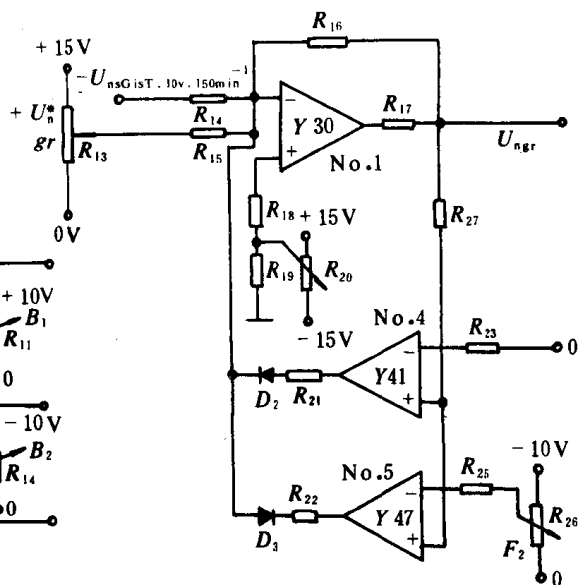 R16
+ 15V
- UnsGisT.10v.150min⁻¹
+ U*n
gr
R13
R14
R15
0V
Y 30
No.1
R17
Ungr
R18
+ 15V
R19
R20
- 15V
R27
+ 10V
B1
R11
0
No.4
R23
0
Y41
D2
R21
- 10V
B2
R14
0
No.5
R25
- 10V
R22
Y 47
D3
F2
R26
0